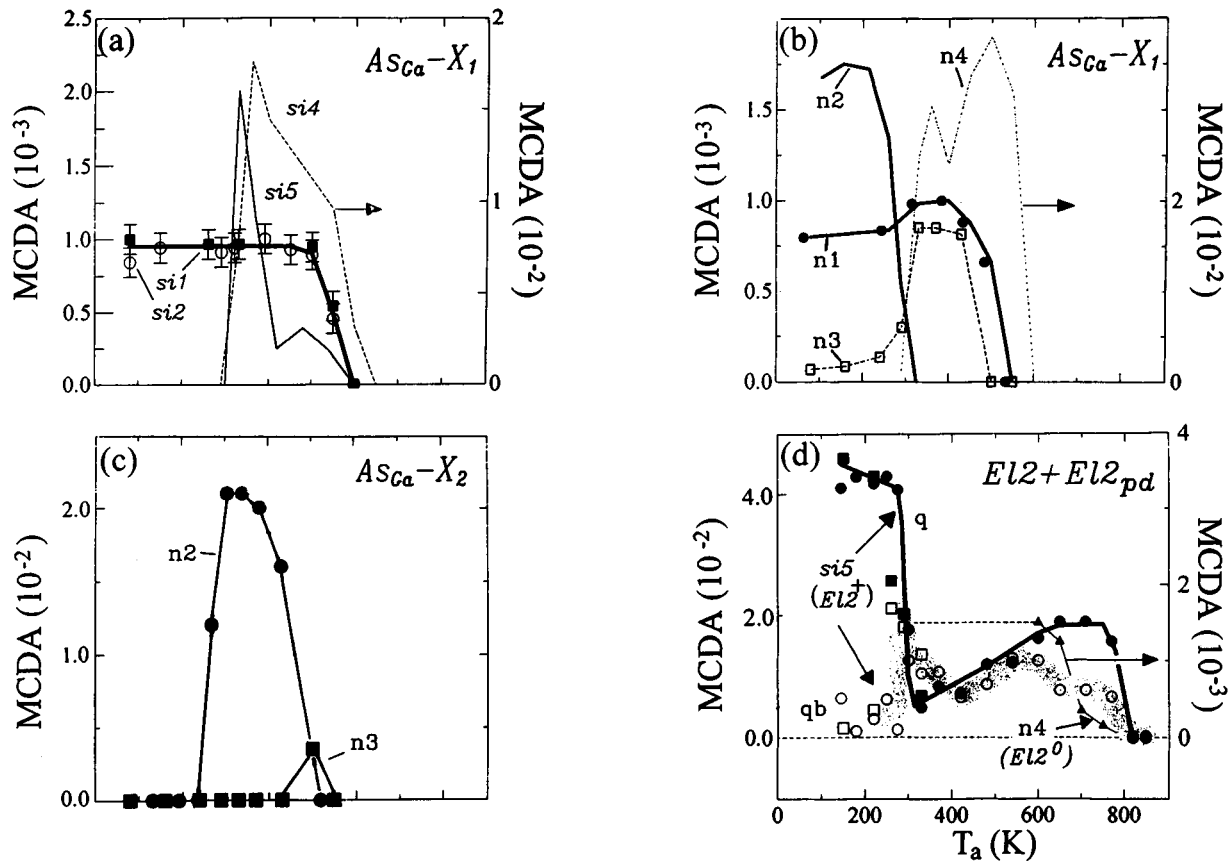 (a)
As_Ga-X_1
MCDA (10^-3)
2.5
2.0
1.5
1.0
0.5
0.0
si4
si5
si1
si2
2
1
0
MCDA (10^-2)
(b)
As_Ga-X_1
MCDA (10^-3)
1.5
1.0
0.5
0.0
n2
n4
n1
n3
2
1
0
MCDA (10^-2)
(c)
As_Ga-X_2
MCDA (10^-2)
2.0
1.0
0.0
n2
n3
(d)
El2+El2_pd
MCDA (10^-2)
4.0
2.0
0.0
q
si5
(El2^+)
qb
n4
(El2^0)
4
2
0
MCDA (10^-3)
0
200
400
600
800
T_a (K)